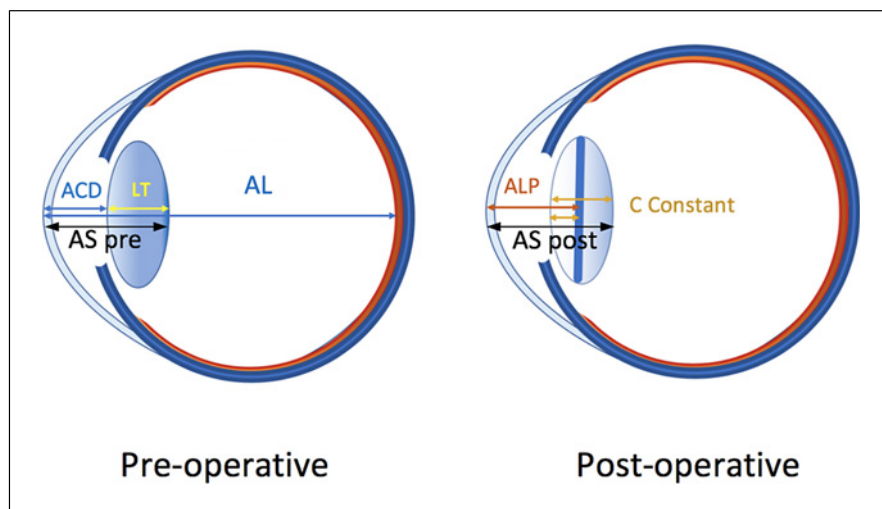 ACD
LT
AL
AS pre
ALP
C Constant
AS post
Pre-operative
Post-operative